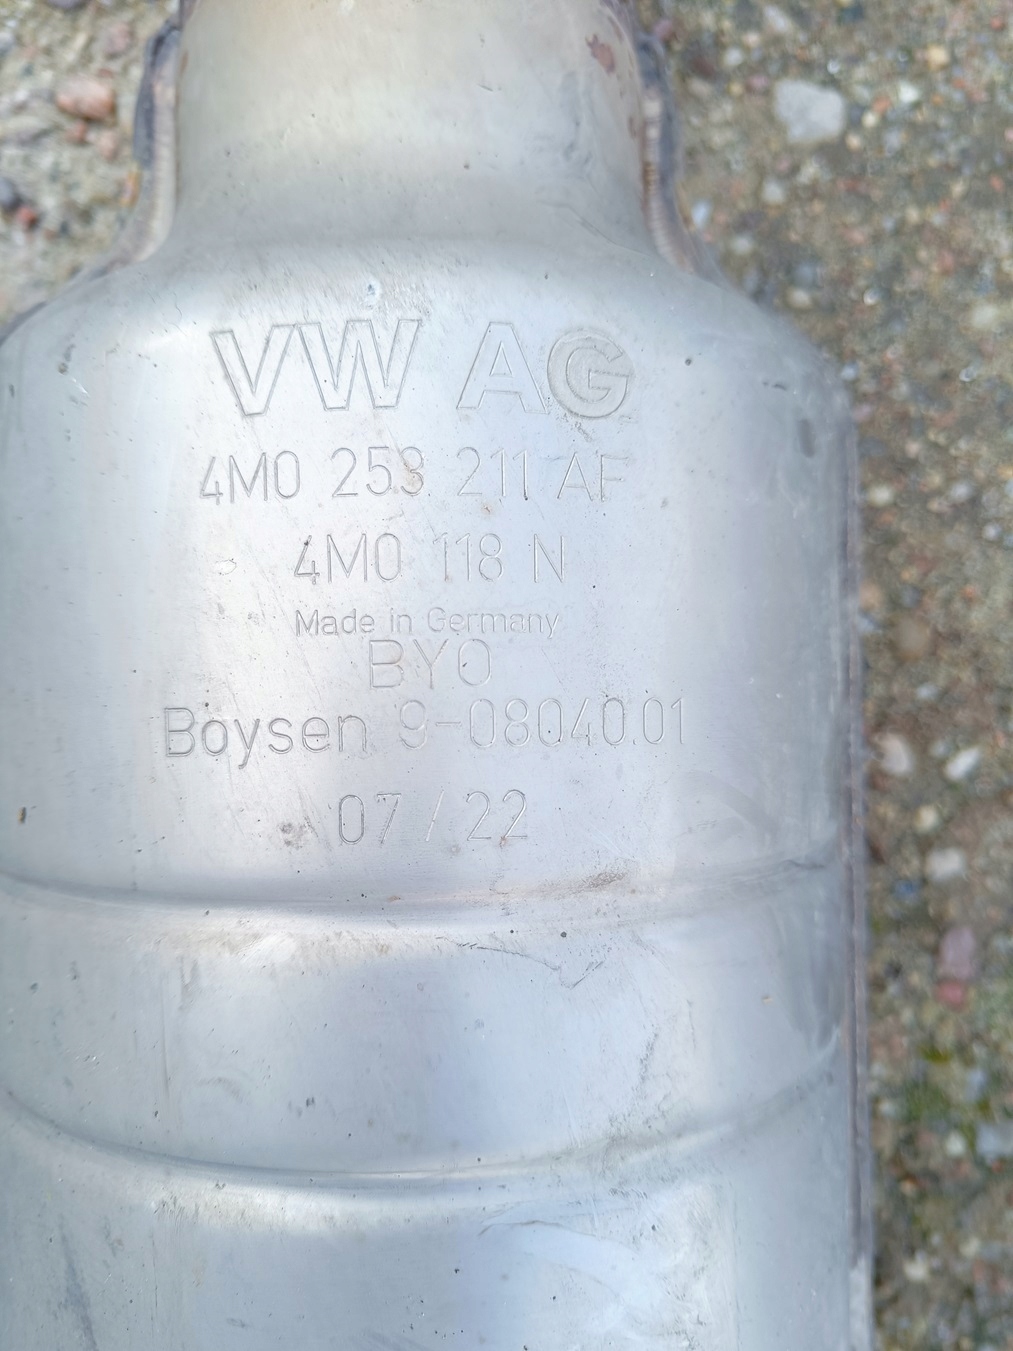 VW AG
4M0 253 211 AF
4M0 118 N
Made in Germany
BYO
Boysen 9-08040.01
07 / 22